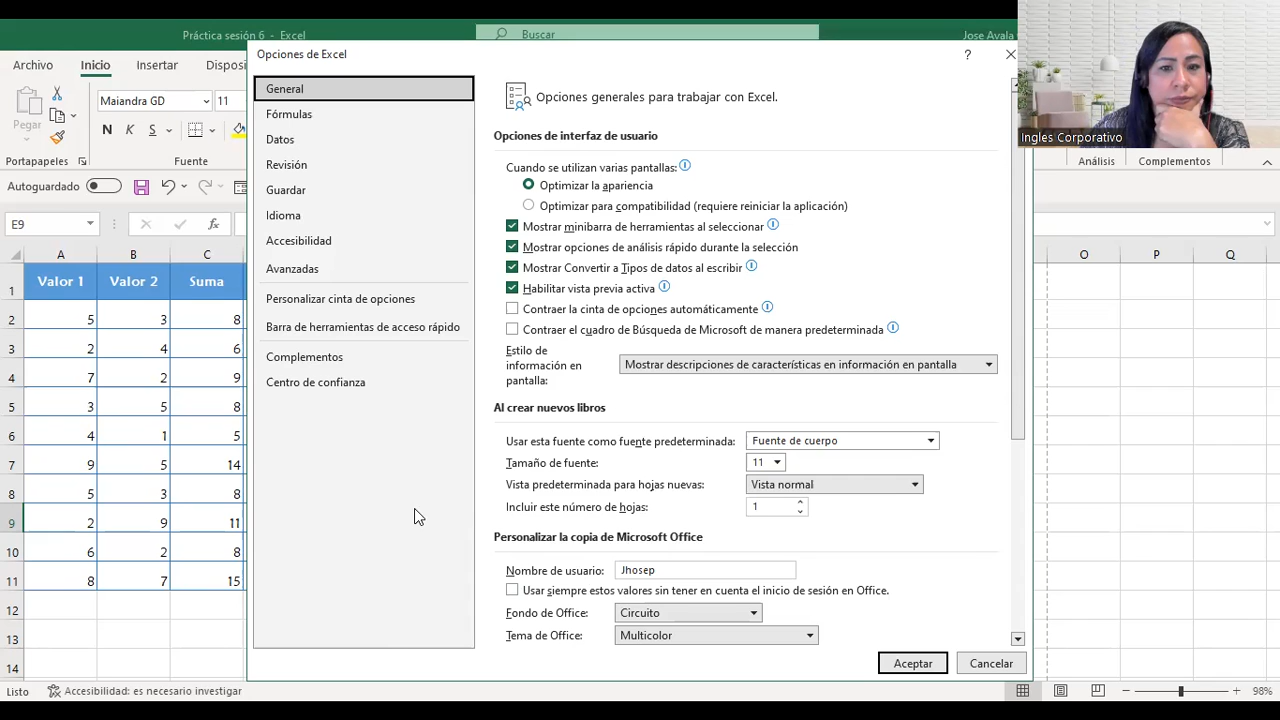 Práctica sesión 6 - Excel
Buscar
Jose Ayala
Archivo
Inicio
Insertar
Disposi
Pegar
Maiandra GD
11
N
K
S
Portapapeles
Fuente
Análisis
Complementos
Autoguardado
E9
fx
Ingles Corporativo
Opciones de Excel
?
General
Fórmulas
Datos
Revisión
Guardar
Idioma
Accesibilidad
Avanzadas
Personalizar cinta de opciones
Barra de herramientas de acceso rápido
Complementos
Centro de confianza
Opciones generales para trabajar con Excel.
Opciones de interfaz de usuario
Cuando se utilizan varias pantallas:
Optimizar la apariencia
Optimizar para compatibilidad (requiere reiniciar la aplicación)
Mostrar minibarra de herramientas al seleccionar
Mostrar opciones de análisis rápido durante la selección
Mostrar Convertir a Tipos de datos al escribir
Habilitar vista previa activa
Contraer la cinta de opciones automáticamente
Contraer el cuadro de Búsqueda de Microsoft de manera predeterminada
Estilo de
información en
pantalla:
Mostrar descripciones de características en información en pantalla
Al crear nuevos libros
Usar esta fuente como fuente predeterminada: Fuente de cuerpo
Tamaño de fuente: 11
Vista predeterminada para hojas nuevas: Vista normal
Incluir este número de hojas: 1
Personalizar la copia de Microsoft Office
Nombre de usuario: Jhosep
Usar siempre estos valores sin tener en cuenta el inicio de sesión en Office.
Fondo de Office: Circuito
Tema de Office: Multicolor
Aceptar
Cancelar
A B C O P Q
1 Valor 1 Valor 2 Suma
2 5 3 8
3 2 4 6
4 7 2 9
5 3 5 8
6 4 1 5
7 9 5 14
8 5 3 8
9 2 9 11
10 6 2 8
11 8 7 15
12
13
14
Listo
Accesibilidad: es necesario investigar
98%